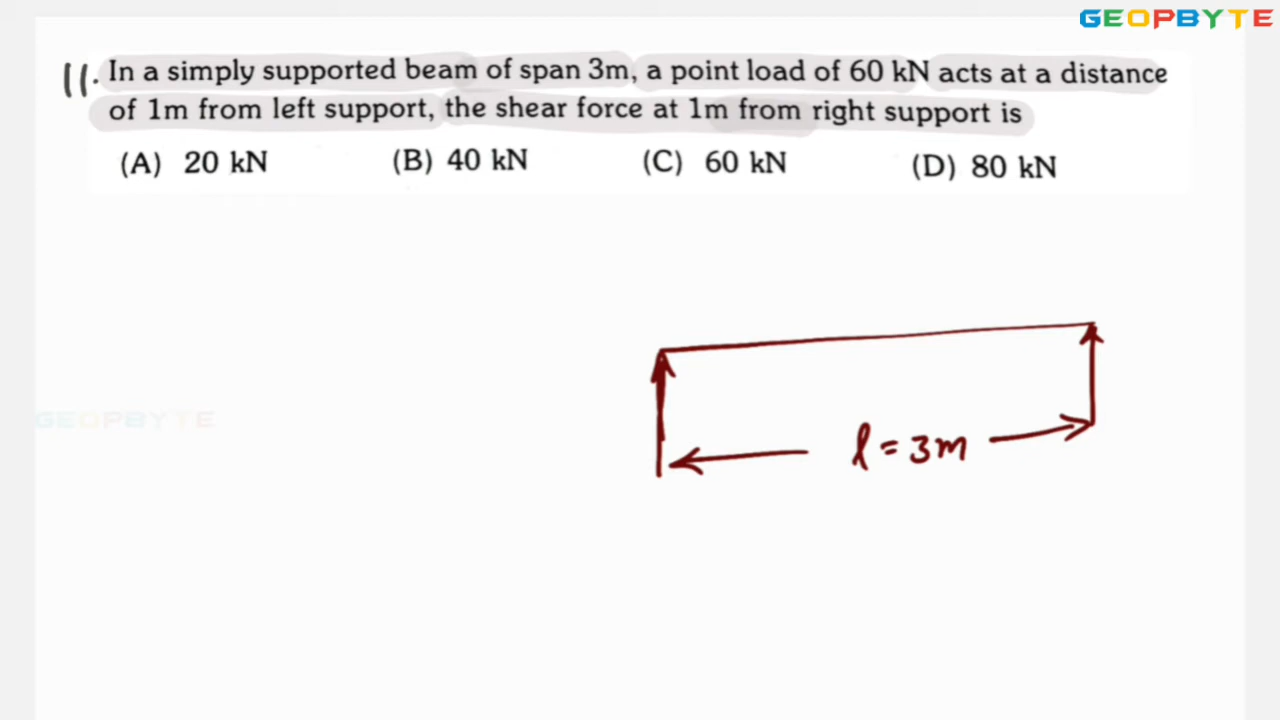 GEOPBYTE
11. In a simply supported beam of span 3m, a point load of 60 kN acts at a distance
of 1m from left support, the shear force at 1m from right support is
(A) 20 kN (B) 40 kN (C) 60 kN (D) 80 kN
GEOPBYTE
l = 3m